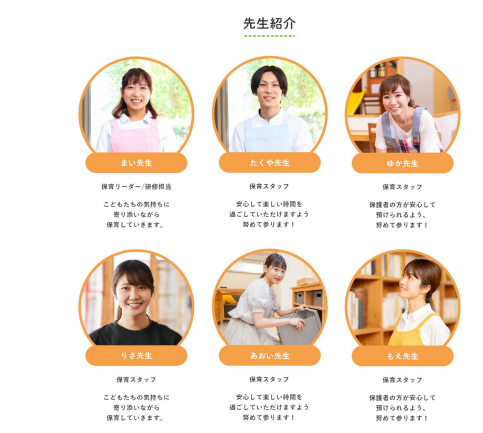 先生紹介
まい先生
たくや先生
ゆか先生
保育リーダー/研修担当
保育スタッフ
保育スタッフ
こどもたちの気持ちに
寄り添いながら
保育していきます。
安心して楽しい時間を
過ごしていただけますよう
努めて参ります！
保護者の方が安心して
預けられるよう、
努めて参ります！
りさ先生
あおい先生
もえ先生
保育スタッフ
保育スタッフ
保育スタッフ
こどもたちの気持ちに
寄り添いながら
保育していきます。
安心して楽しい時間を
過ごしていただけますよう
努めて参ります！
保護者の方が安心して
預けられるよう、
努めて参ります！